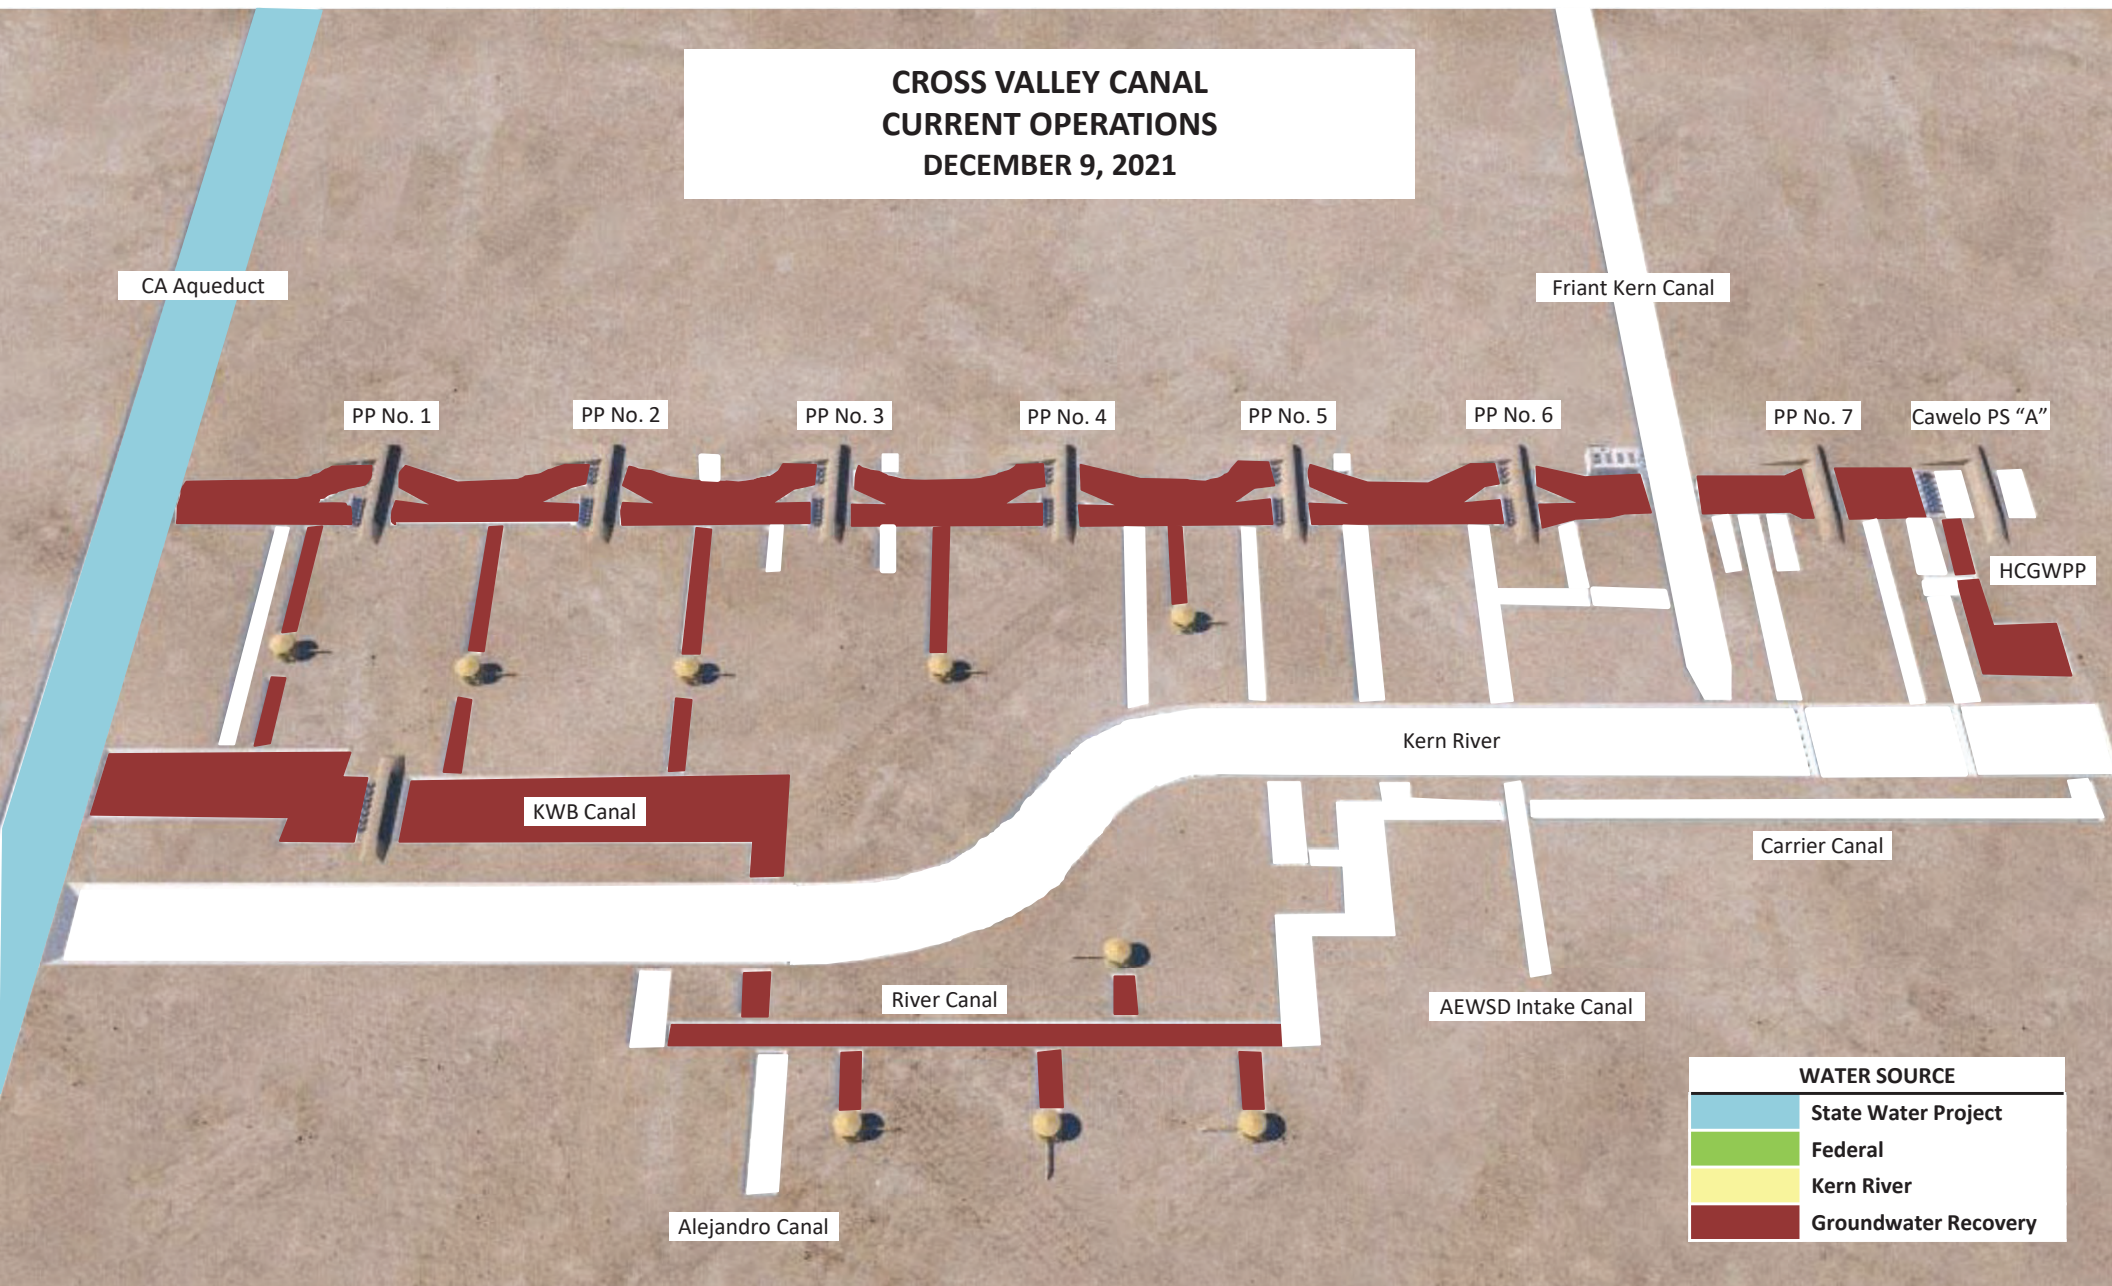 CROSS VALLEY CANAL
CURRENT OPERATIONS
DECEMBER 9, 2021
CA Aqueduct
Friant Kern Canal
PP No. 1
PP No. 2
PP No. 3
PP No. 4
PP No. 5
PP No. 6
PP No. 7
Cawelo PS “A”
HCGWPP
Kern River
KWB Canal
Carrier Canal
River Canal
AEWSD Intake Canal
Alejandro Canal
WATER SOURCE
State Water Project
Federal
Kern River
Groundwater Recovery